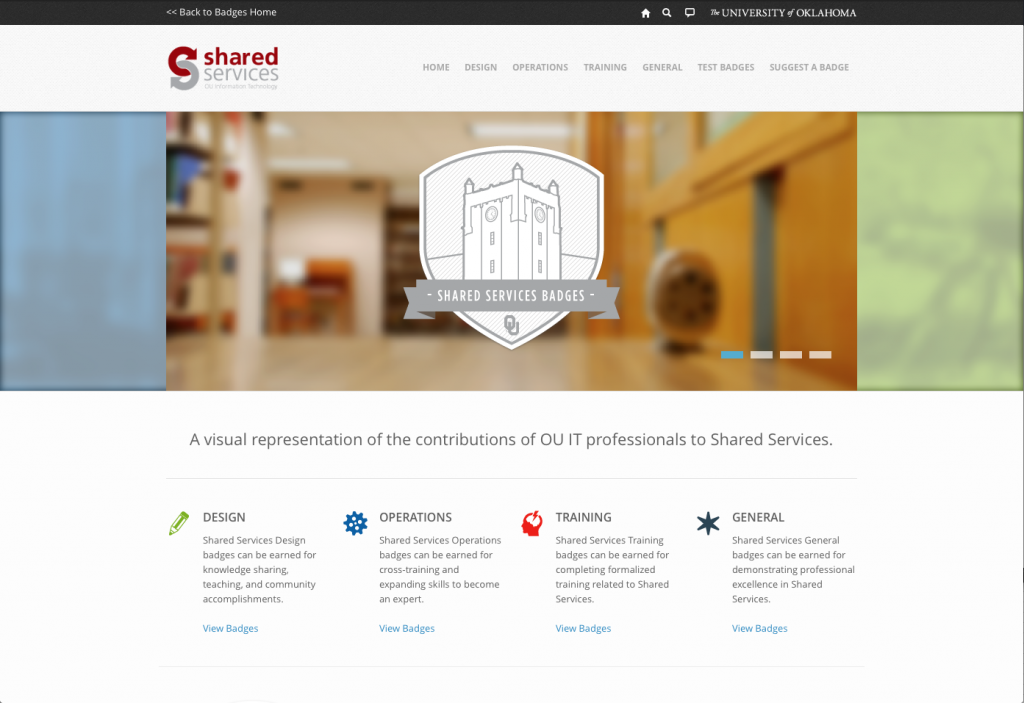 << Back to Badges Home
The UNIVERSITY of OKLAHOMA
shared
services
OU Information Technology
HOME DESIGN OPERATIONS TRAINING GENERAL TEST BADGES SUGGEST A BADGE
- SHARED SERVICES BADGES -
OU
A visual representation of the contributions of OU IT professionals to Shared Services.
DESIGN
Shared Services Design
badges can be earned for
knowledge sharing,
teaching, and community
accomplishments.
View Badges
OPERATIONS
Shared Services Operations
badges can be earned for
cross-training and
expanding skills to become
an expert.
View Badges
TRAINING
Shared Services Training
badges can be earned for
completing formalized
training related to Shared
Services.
View Badges
GENERAL
Shared Services General
badges can be earned for
demonstrating professional
excellence in Shared
Services.
View Badges